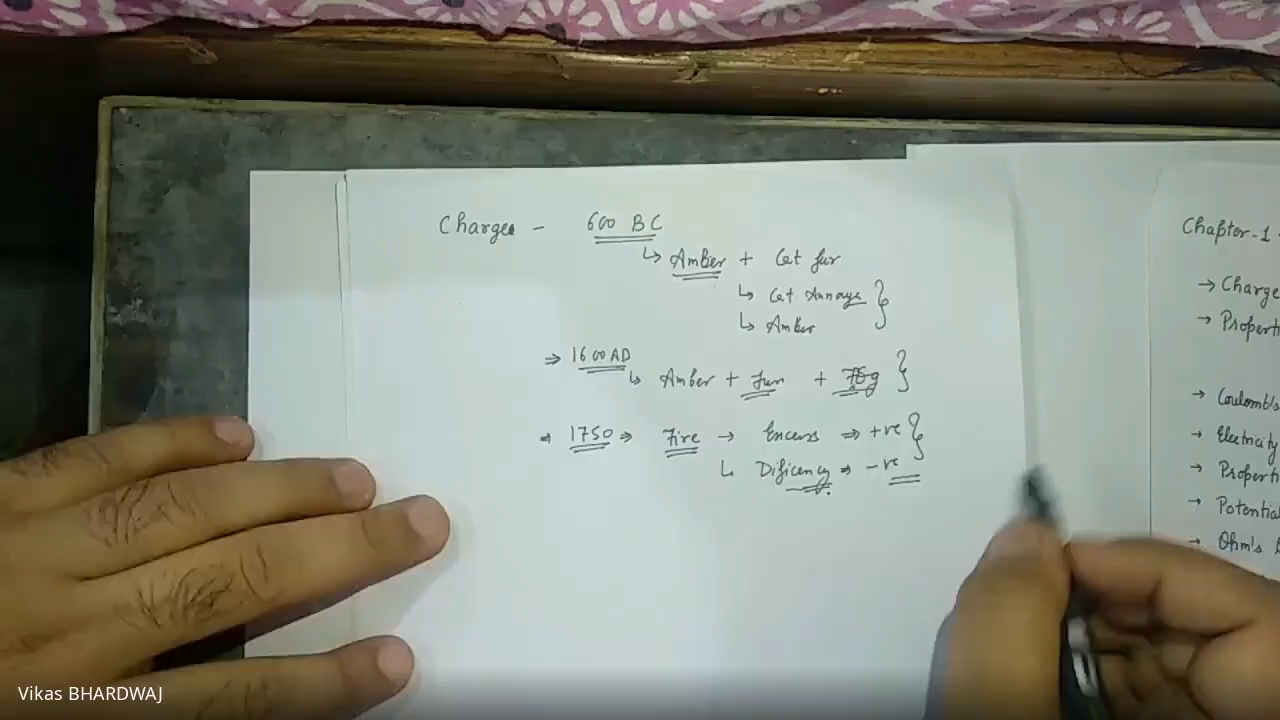 Charge - 600 BC
↳ Amber + Cat fur
↳ Cat Annoys }
↳ Amber
⇒ 1600 AD
↳ Amber + Fur + }
⇒ 1750 ⇒ Fire → Excess ⇒ +ve }
↳ Dificency ⇒ -ve
Chapter-1
→ Charge
→ Properti
→ Coulomb's
→ Electricity
→ Properti
→ Potential
→ Ohm's
Vikas BHARDWAJ